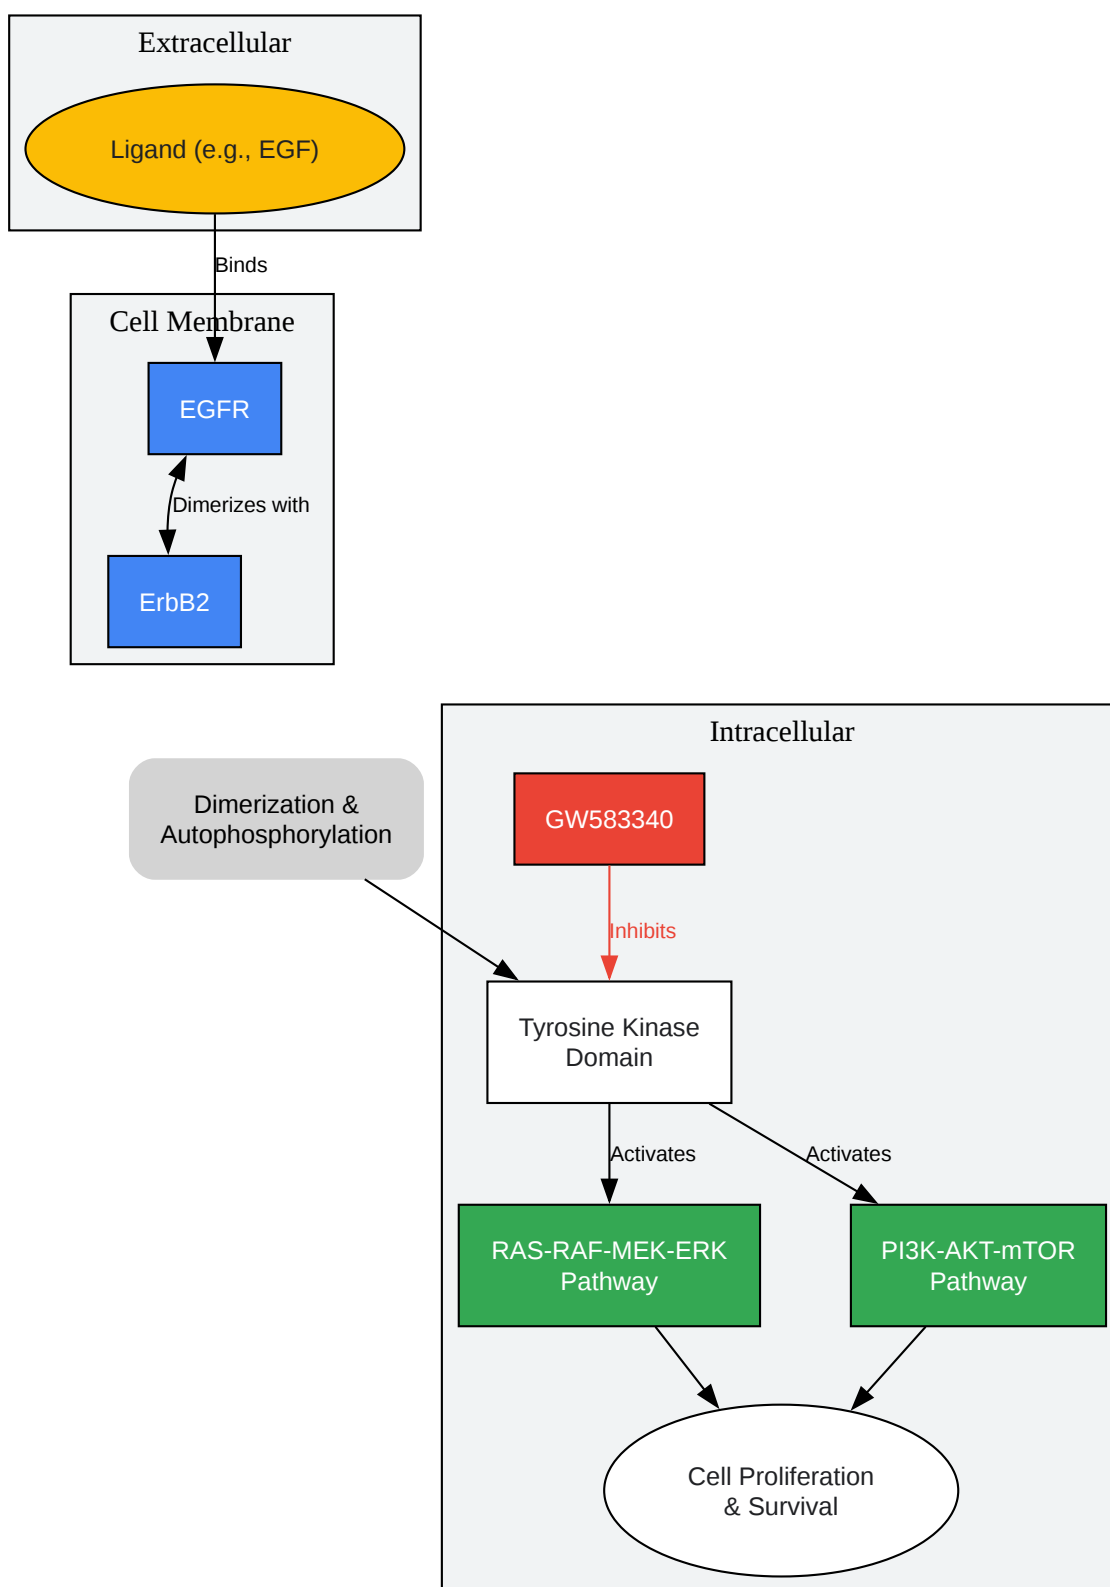 Extracellular
Ligand (e.g., EGF)
Binds
Cell Membrane
EGFR
Dimerizes with
ErbB2
Intracellular
Dimerization &
Autophosphorylation
GW583340
Inhibits
Tyrosine Kinase
Domain
Activates
Activates
RAS-RAF-MEK-ERK
Pathway
PI3K-AKT-mTOR
Pathway
Cell Proliferation
& Survival